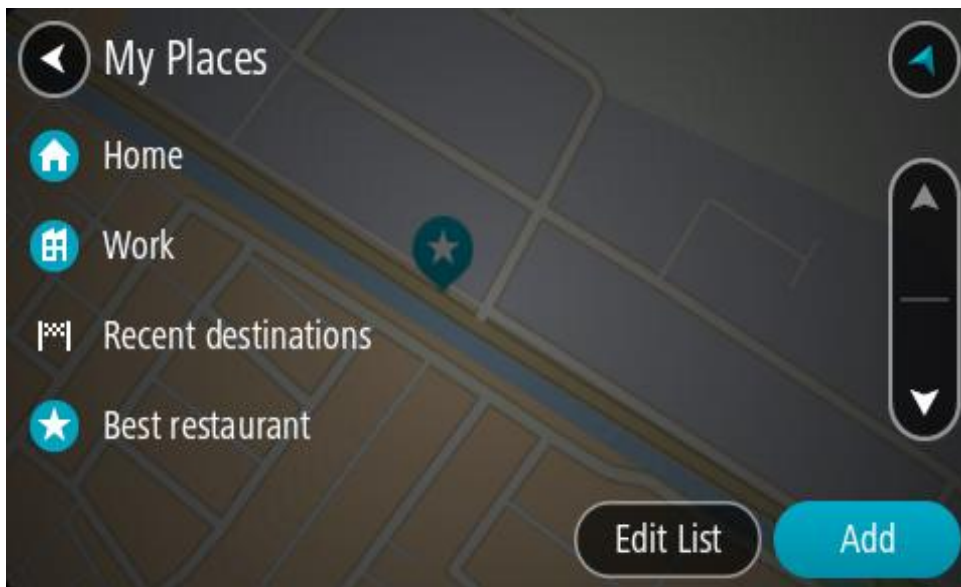 My Places
Home
Work
Recent destinations
Best restaurant
Edit List
Add